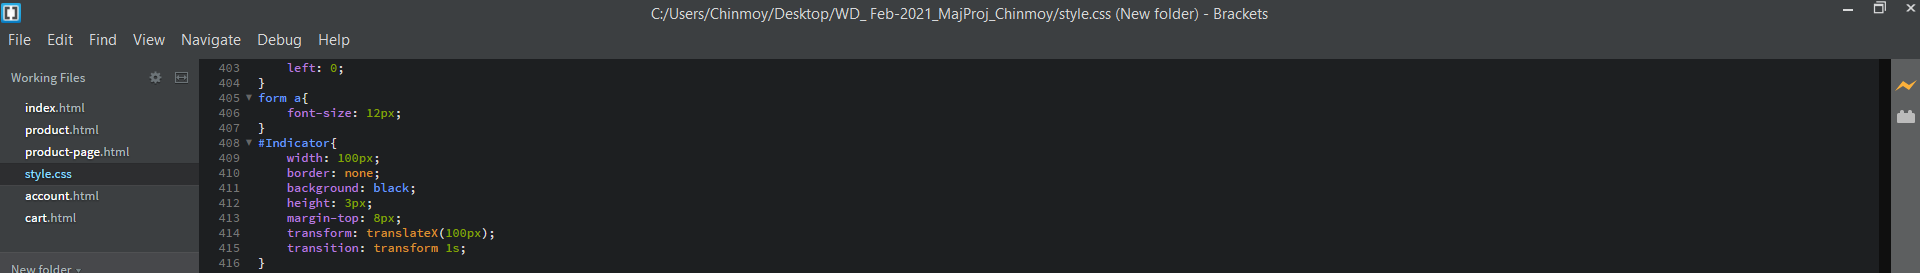 C:/Users/Chinmoy/Desktop/WD_ Feb-2021_MajProj_Chinmoy/style.css (New folder) - Brackets
File Edit Find View Navigate Debug Help
Working Files
index.html
product.html
product-page.html
style.css
account.html
cart.html
New folder
403 left: 0;
404 }
405 form a{
406 font-size: 12px;
407 }
408 #Indicator{
409 width: 100px;
410 border: none;
411 background: black;
412 height: 3px;
413 margin-top: 8px;
414 transform: translateX(100px);
415 transition: transform 1s;
416 }